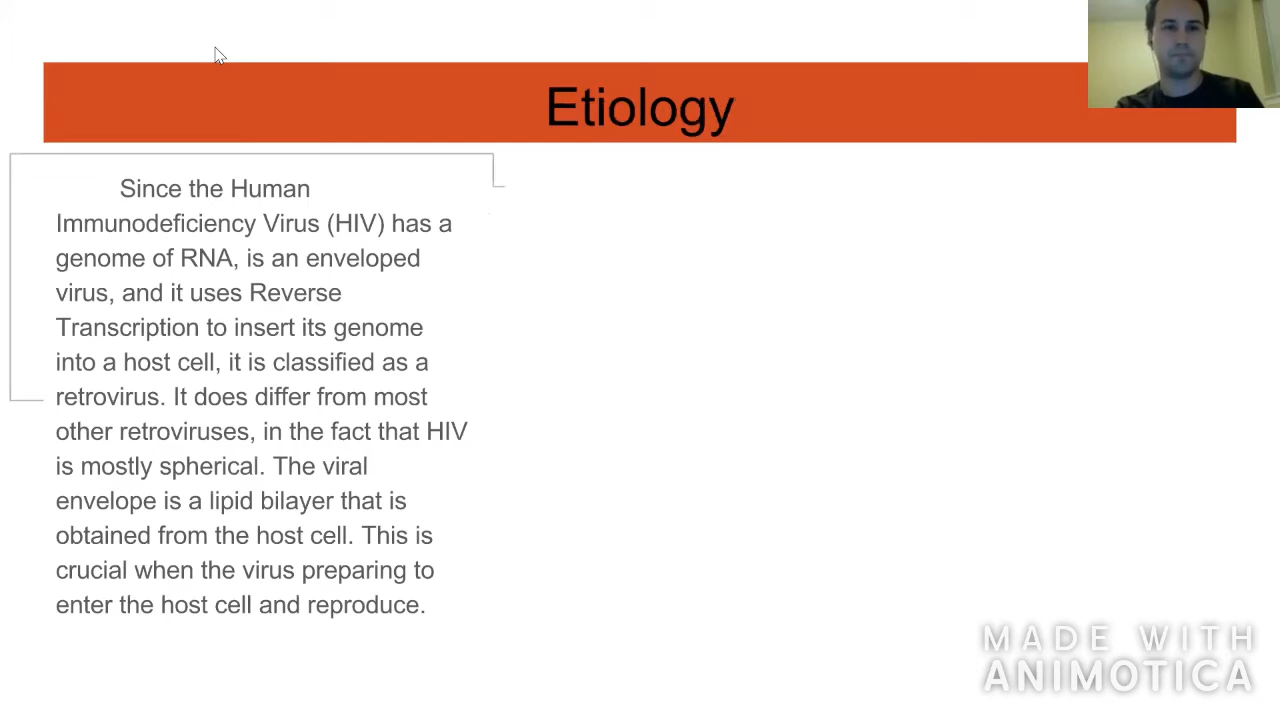 Etiology
Since the Human
Immunodeficiency Virus (HIV) has a
genome of RNA, is an enveloped
virus, and it uses Reverse
Transcription to insert its genome
into a host cell, it is classified as a
retrovirus. It does differ from most
other retroviruses, in the fact that HIV
is mostly spherical. The viral
envelope is a lipid bilayer that is
obtained from the host cell. This is
crucial when the virus preparing to
enter the host cell and reproduce.
MADE WITH
ANIMOTICA